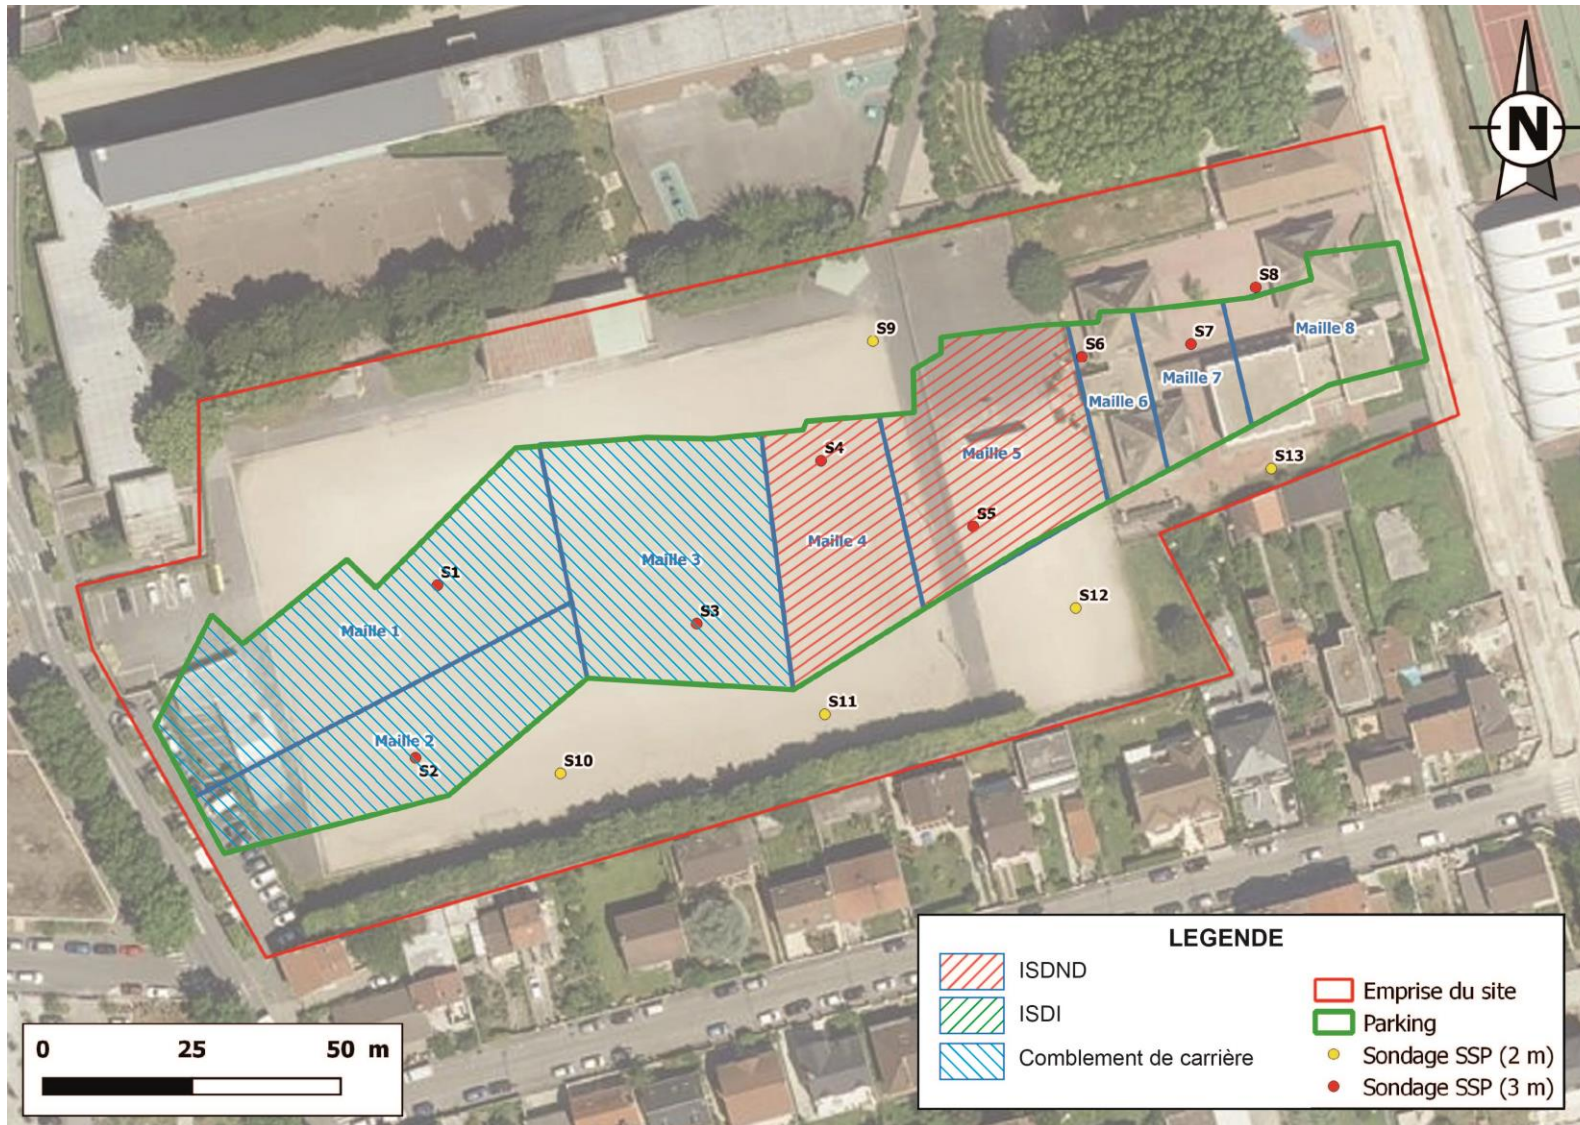 N
S8
S9
S6
S7
Maille 8
Maille 7
Maille 6
S4
Maille 5
S13
S5
Maille 4
Maille 3
S1
S3
S12
Maille 1
S11
Maille 2
S2
S10
LEGENDE
ISDND
ISDI
Comblement de carrière
Emprise du site
Parking
Sondage SSP (2 m)
Sondage SSP (3 m)
0 25 50 m